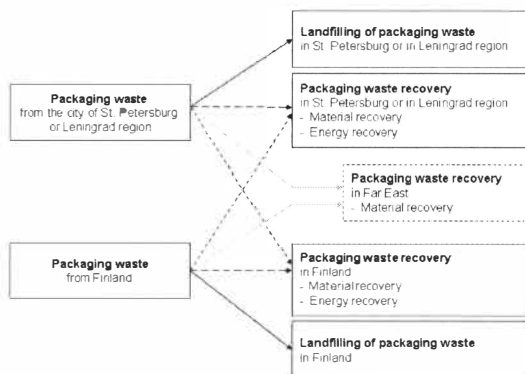 Landfilling of packaging waste
in St. Petersburg or in Leningrad region
Packaging waste
from the city of St. Petersburg
or Leningrad region
Packaging waste recovery
in St. Petersburg or in Leningrad region
- Material recovery
- Energy recovery
Packaging waste recovery
in Far East
- Material recovery
Packaging waste
from Finland
Packaging waste recovery
in Finland
- Material recovery
- Energy recovery
Landfilling of packaging waste
in Finland